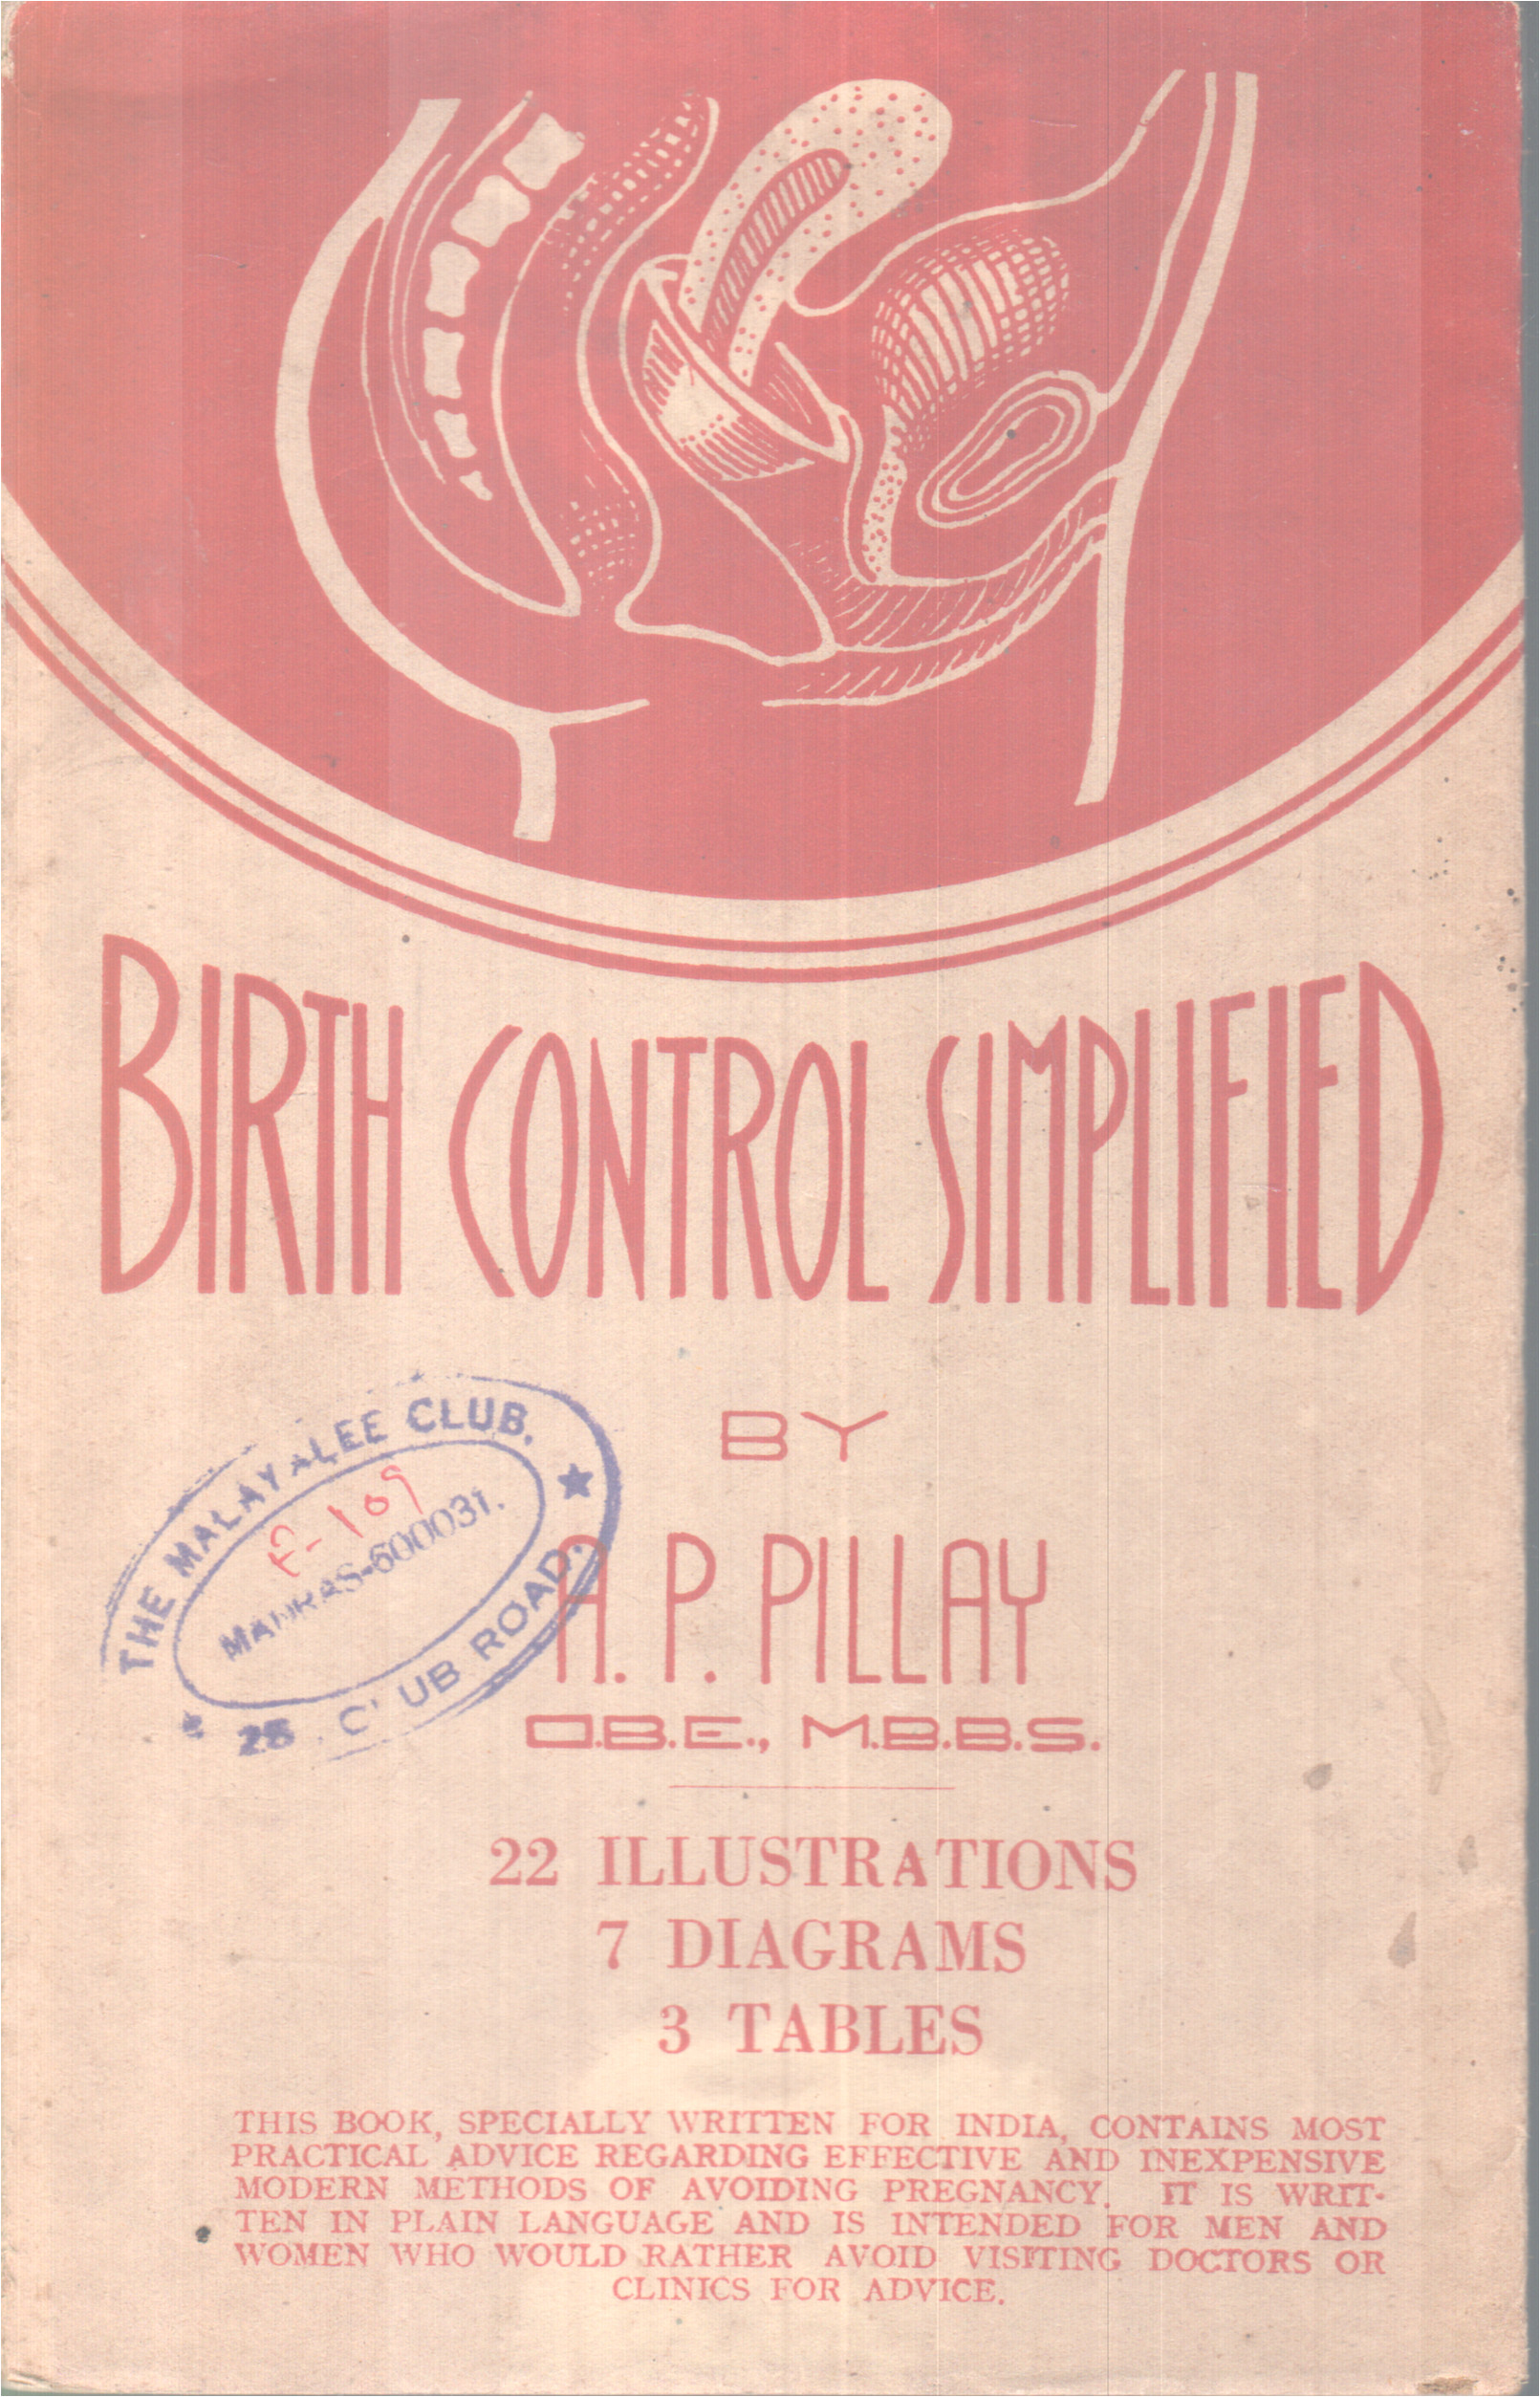 BIRTH CONTROL SIMPLIFIED
BY
THE MALAYALEE CLUB.
F-109
MADRAS-600031.
28. C' UB ROAD.
A. P. PILLAY
O.B.E., M.B.B.S.
22 ILLUSTRATIONS
7 DIAGRAMS
3 TABLES
THIS BOOK, SPECIALLY WRITTEN FOR INDIA, CONTAINS MOST
PRACTICAL ADVICE REGARDING EFFECTIVE AND INEXPENSIVE
MODERN METHODS OF AVOIDING PREGNANCY. IT IS WRIT-
TEN IN PLAIN LANGUAGE AND IS INTENDED FOR MEN AND
WOMEN WHO WOULD RATHER AVOID VISITING DOCTORS OR
CLINICS FOR ADVICE.